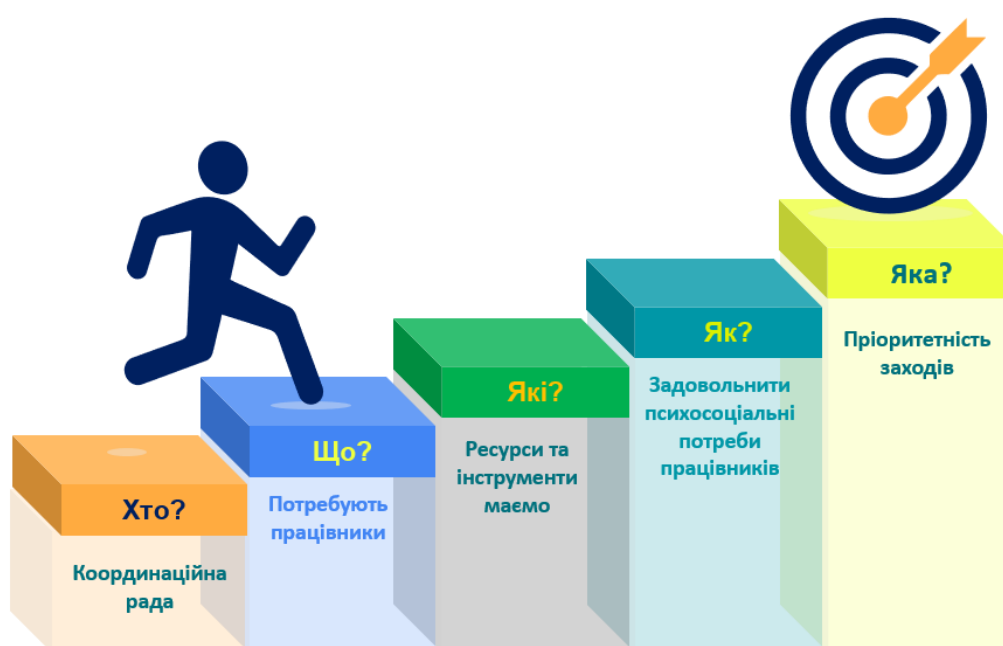 Хто?
Координаційна
рада
Що?
Потребують
працівники
Які?
Ресурси та
інструменти
маємо
Як?
Задовольнити
психосоціальні
потреби
працівників
Яка?
Пріоритетність
заходів